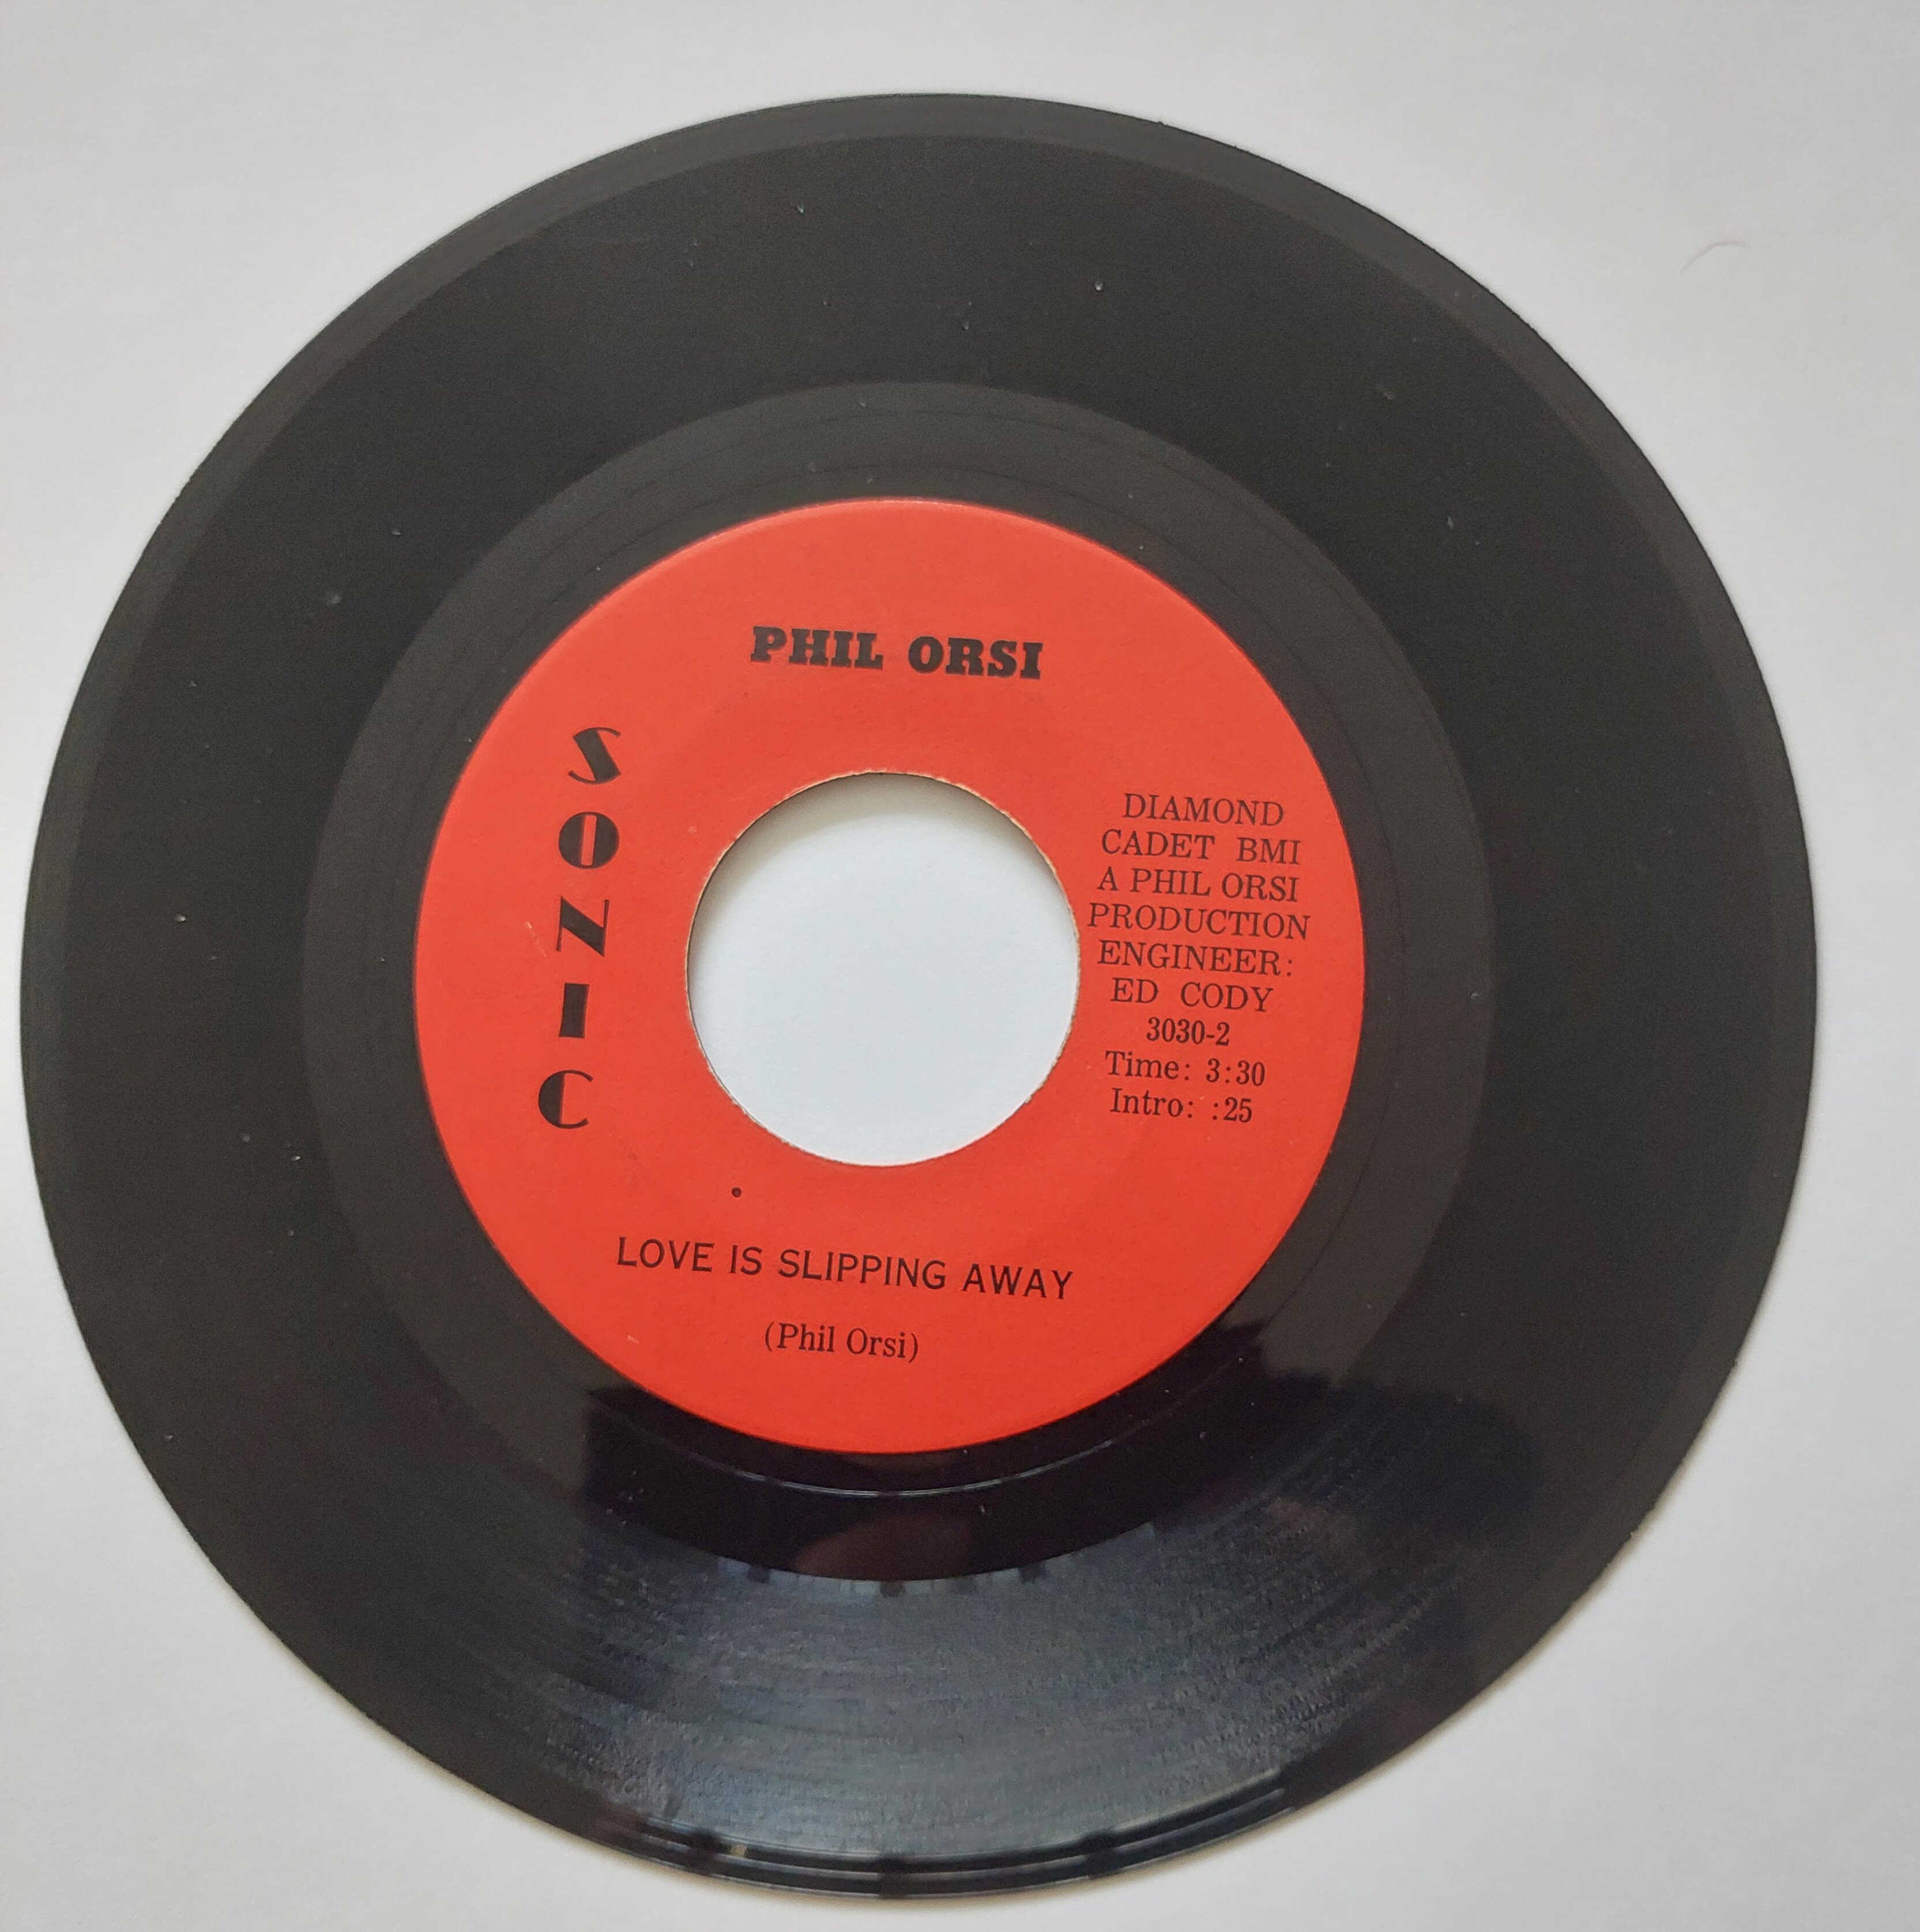 PHIL ORSI
SONIC
DIAMOND
CADET BMI
A PHIL ORSI
PRODUCTION
ENGINEER:
ED CODY
3030-2
Time: 3:30
Intro: :25
LOVE IS SLIPPING AWAY
(Phil Orsi)